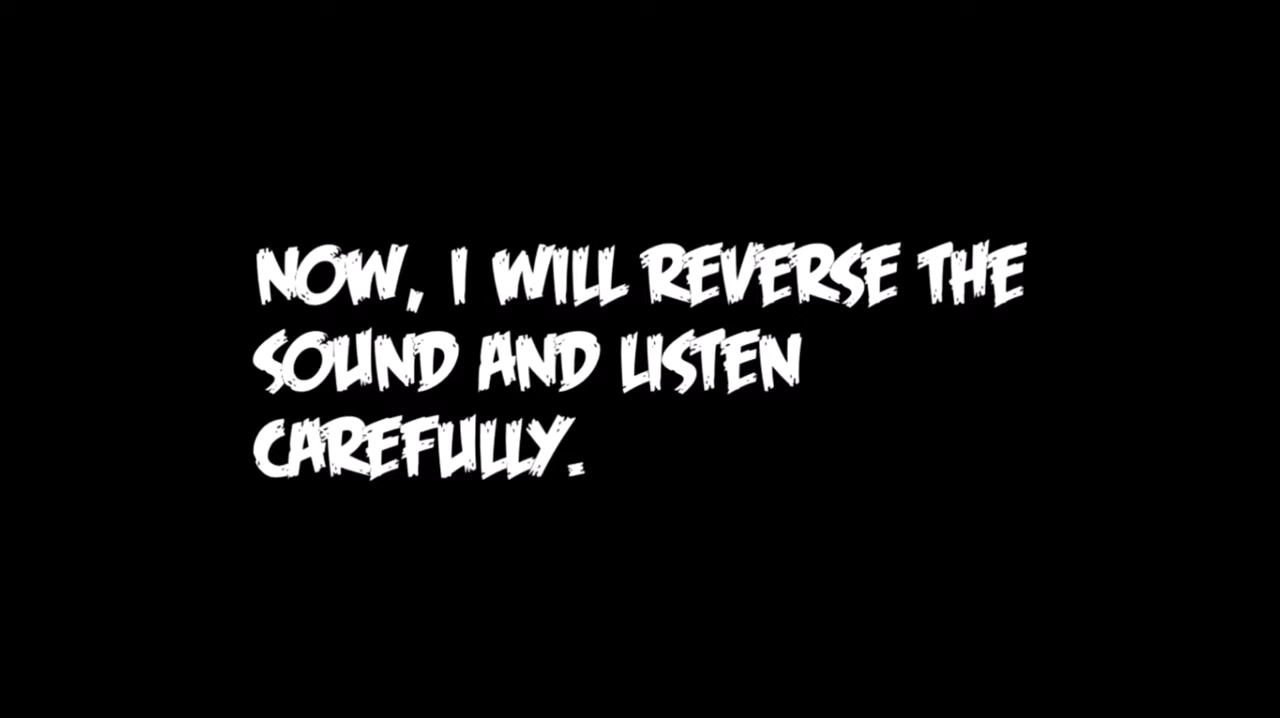 NOW, I WILL REVERSE THE
SOUND AND LISTEN
CAREFULLY.